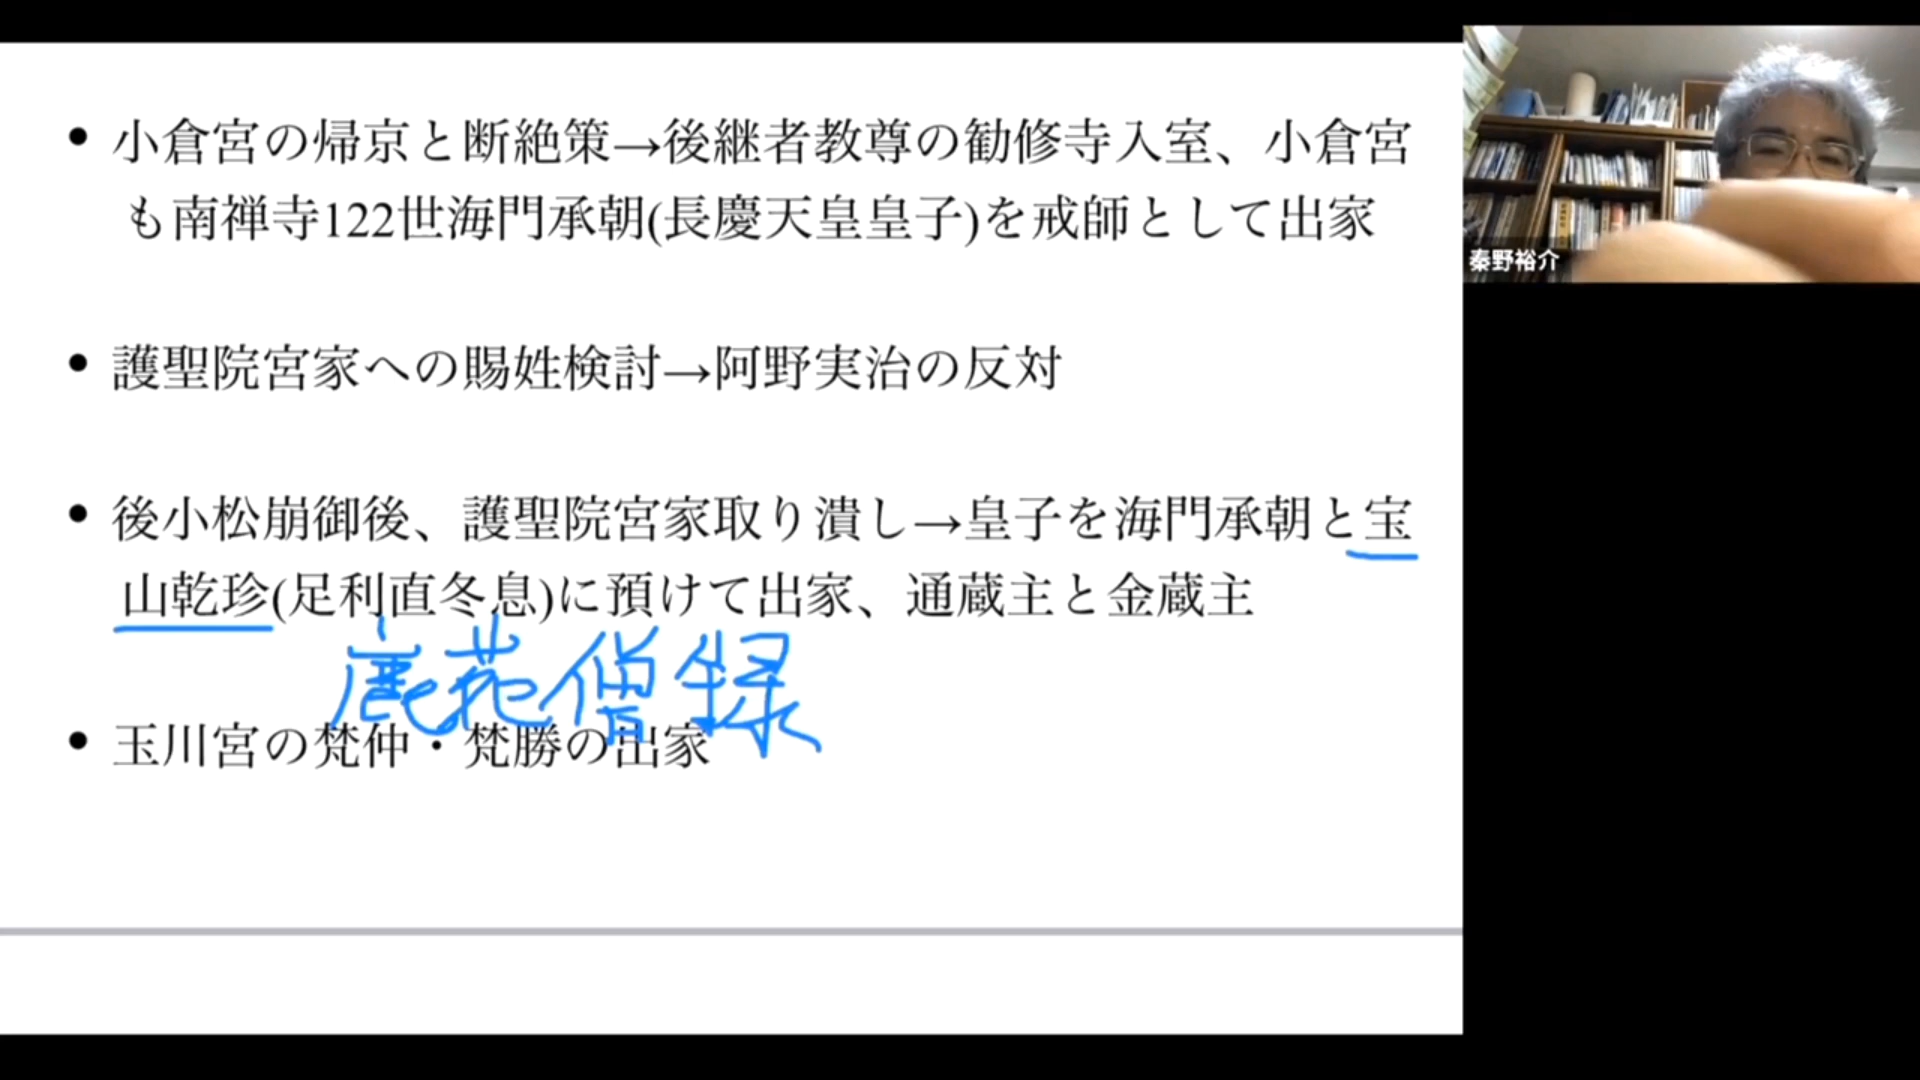 • 小倉宮の帰京と断絶策→後継者教尊の勧修寺入室、小倉宮
も南禅寺122世海門承朝(長慶天皇皇子)を戒師として出家
• 護聖院宮家への賜姓検討→阿野実治の反対
• 後小松崩御後、護聖院宮家取り潰し→皇子を海門承朝と宝
山乾珍(足利直冬息)に預けて出家、通蔵主と金蔵主
鹿苑僧録
• 玉川宮の梵仲・梵勝の出家
秦野裕介